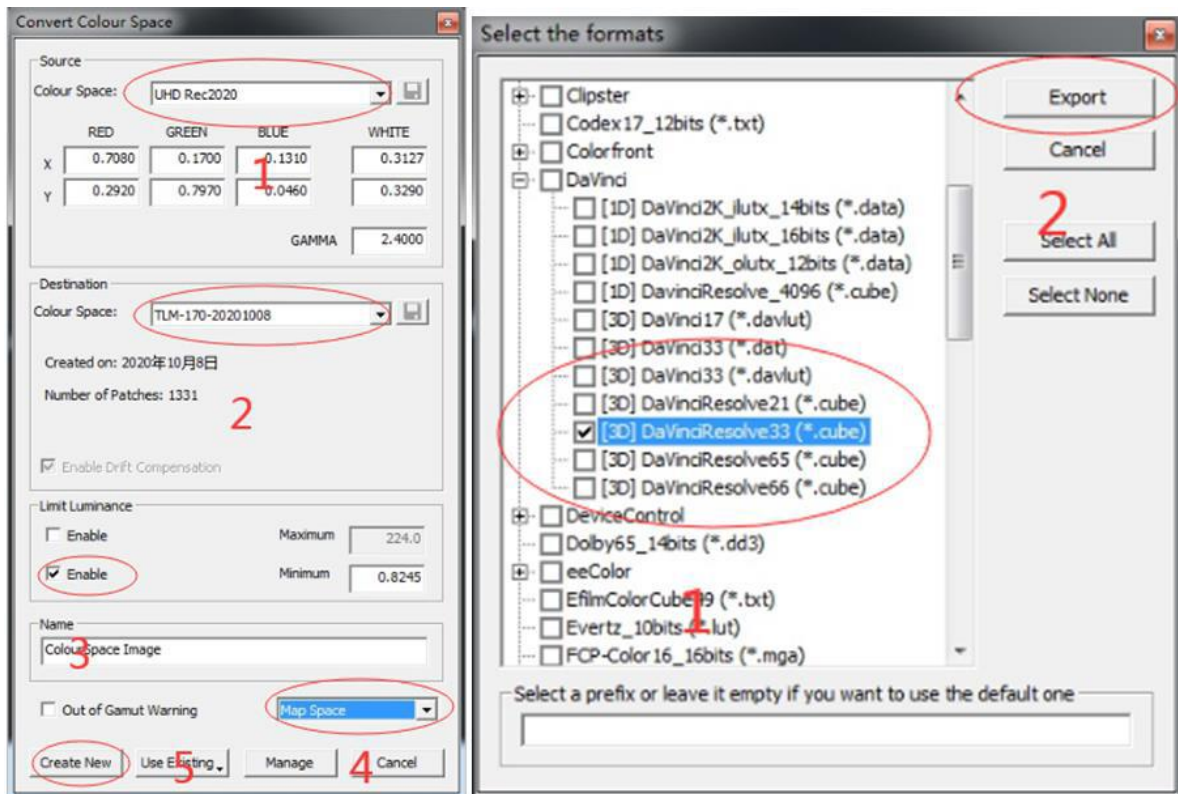 Convert Colour Space
Source
Colour Space: UHD Rec2020
RED GREEN BLUE WHITE
X 0.7080 0.1700 0.1310 0.3127
1
Y 0.2920 0.7970 0.0460 0.3290
GAMMA 2.4000
Destination
Colour Space: TLM-170-20201008
Created on: 2020年10月8日
Number of Patches: 1331
2
Enable Drift Compensation
Limit Luminance
Enable Maximum 224.0
Enable Minimum 0.8245
Name
ColourSpace Image
3
Out of Gamut Warning Map Space
Create New Use Existing Manage Cancel
5 4
Select the formats
Clipster
Codex17_12bits (*.txt)
Colorfront
DaVinci
[1D] DaVinci2K_ilutx_14bits (*.data)
[1D] DaVinci2K_ilutx_16bits (*.data)
[1D] DaVinci2K_olutx_12bits (*.data)
[1D] DavinciResolve_4096 (*.cube)
[3D] DaVinci17 (*.davlut)
[3D] DaVinci33 (*.dat)
[3D] DaVinci33 (*.davlut)
[3D] DaVinciResolve21 (*.cube)
[3D] DaVinciResolve33 (*.cube)
[3D] DaVinciResolve65 (*.cube)
[3D] DaVinciResolve66 (*.cube)
DeviceControl
Dolby65_14bits (*.dd3)
eeColor
(*.txt)
Evertz_10bits (*.lut)
FCP-Color16_16bits (*.mga)
1
Export
Cancel
2
Select All
Select None
Select a prefix or leave it empty if you want to use the default one